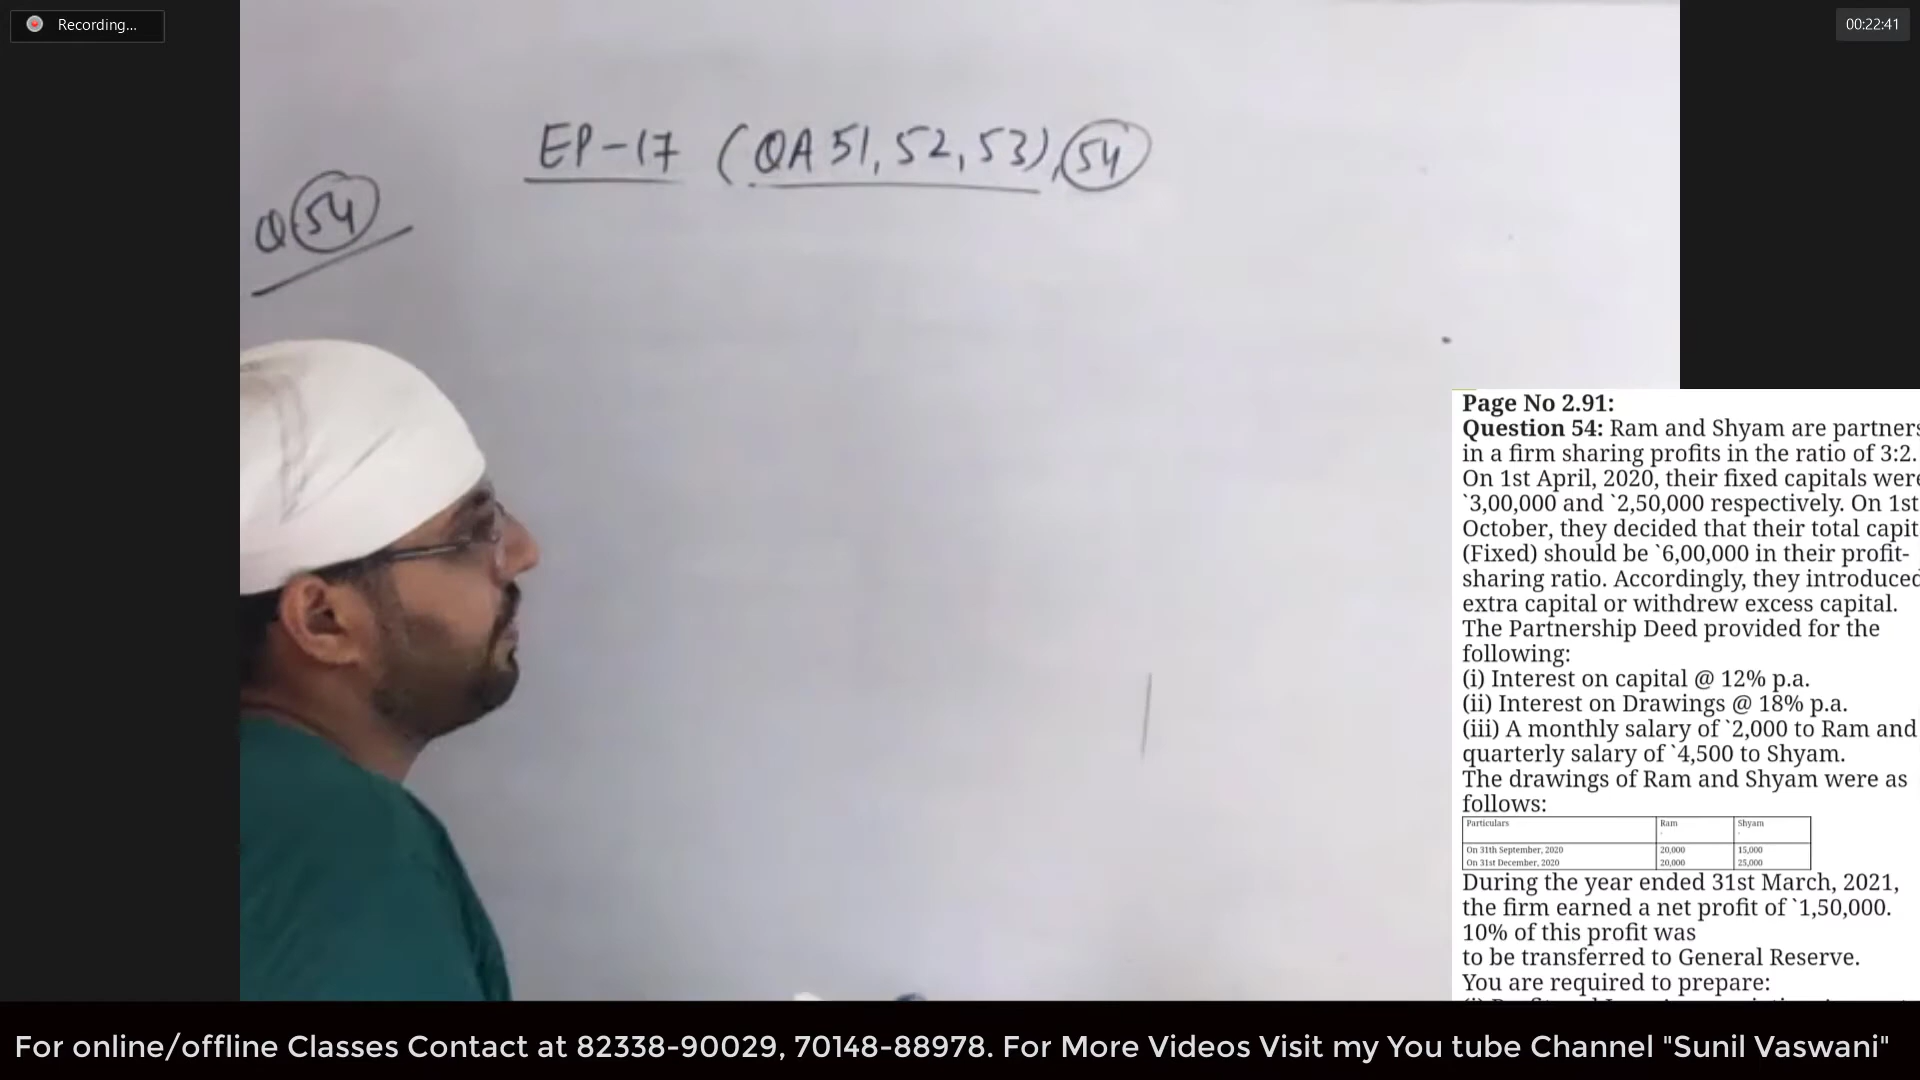 Recording...
00:22:41
EP-17 (QA 51, 52, 53), 54
Q 54
Page No 2.91:
Question 54: Ram and Shyam are partners
in a firm sharing profits in the ratio of 3:2.
On 1st April, 2020, their fixed capitals were
`3,00,000 and `2,50,000 respectively. On 1st
October, they decided that their total capit
(Fixed) should be `6,00,000 in their profit-
sharing ratio. Accordingly, they introduced
extra capital or withdrew excess capital.
The Partnership Deed provided for the
following:
(i) Interest on capital @ 12% p.a.
(ii) Interest on Drawings @ 18% p.a.
(iii) A monthly salary of `2,000 to Ram and
quarterly salary of `4,500 to Shyam.
The drawings of Ram and Shyam were as
follows:
Particulars Ram Shyam
On 31th September, 2020 20,000 15,000
On 31st December, 2020 20,000 25,000
During the year ended 31st March, 2021,
the firm earned a net profit of `1,50,000.
10% of this profit was
to be transferred to General Reserve.
You are required to prepare:
For online/offline Classes Contact at 82338-90029, 70148-88978. For More Videos Visit my You tube Channel "Sunil Vaswani"